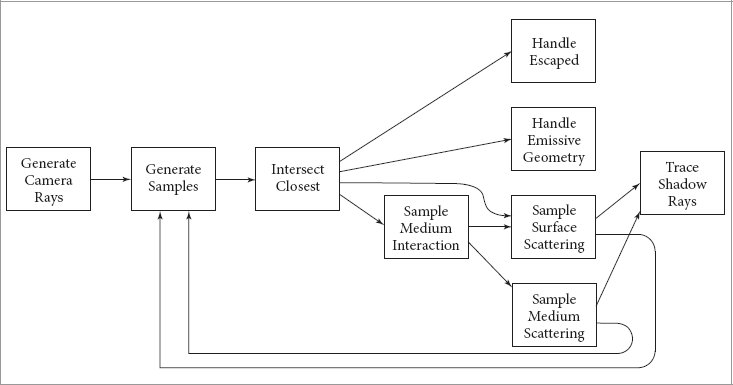 Generate
Camera
Rays
Generate
Samples
Intersect
Closest
Handle
Escaped
Handle
Emissive
Geometry
Sample
Medium
Interaction
Sample
Surface
Scattering
Sample
Medium
Scattering
Trace
Shadow
Rays